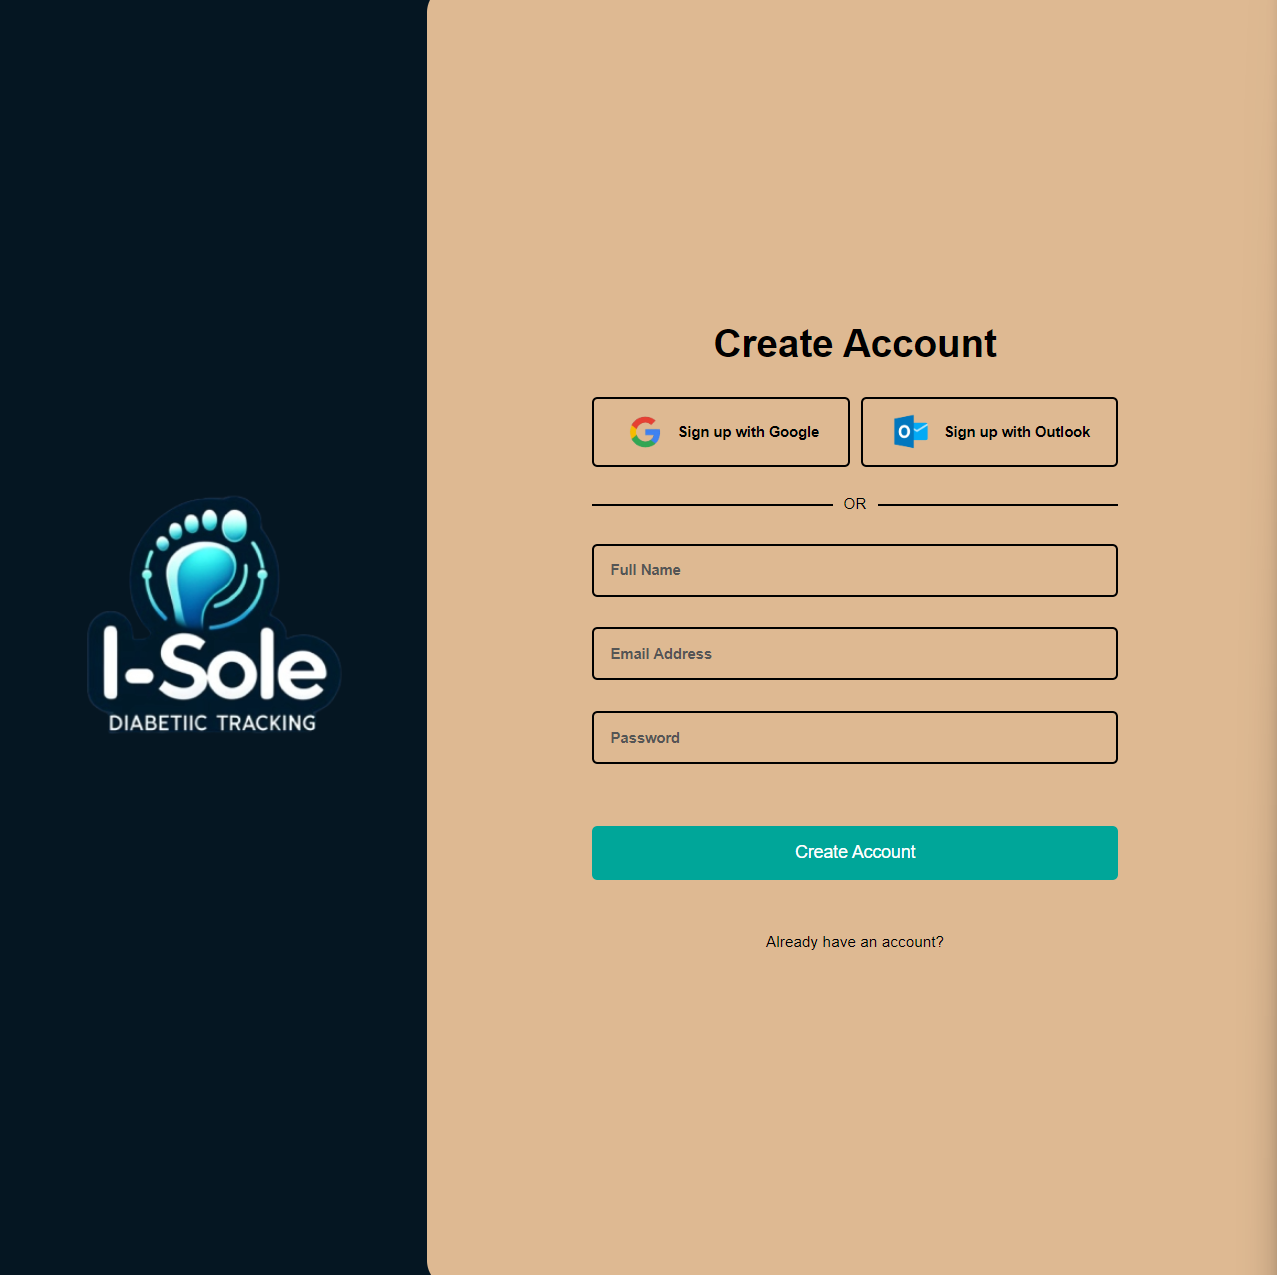 I-Sole
DIABETIIC TRACKING
Create Account
Sign up with Google
Sign up with Outlook
OR
Full Name
Email Address
Password
Create Account
Already have an account?